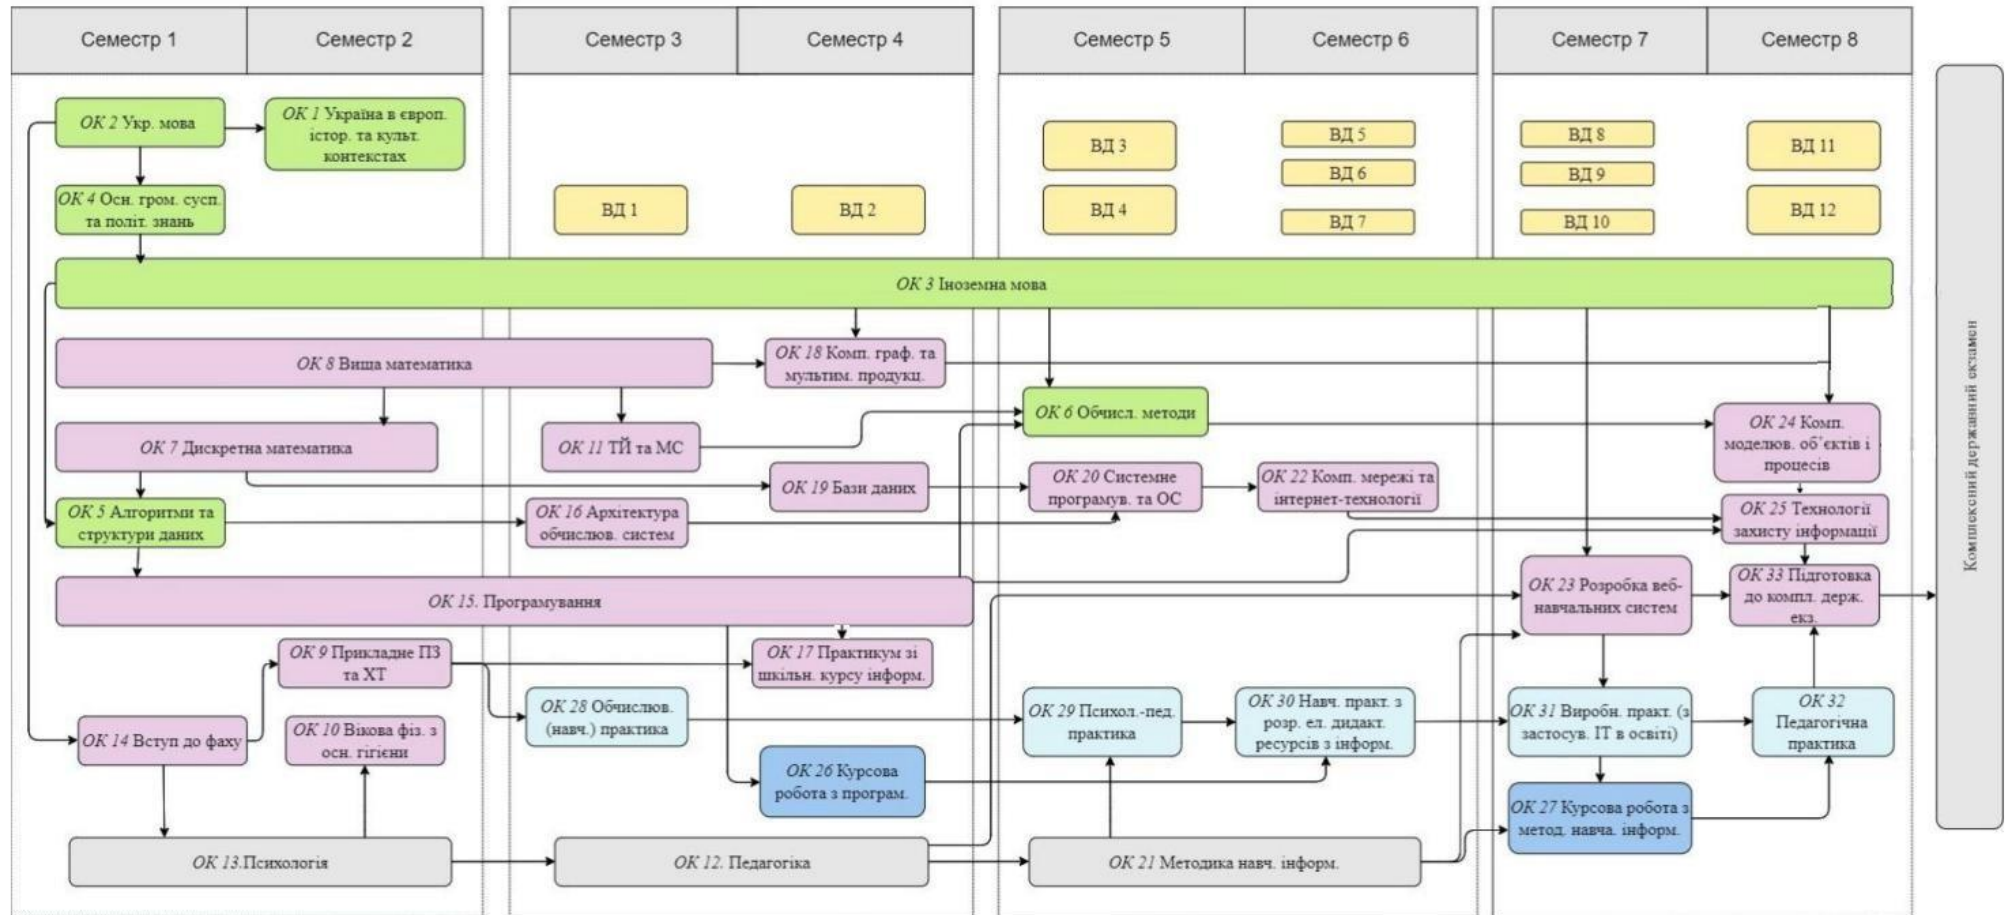 Семестр 1
Семестр 2
Семестр 3
Семестр 4
Семестр 5
Семестр 6
Семестр 7
Семестр 8
ОК 2 Укр. мова
ОК 1 Україна в європ.
істор. та культ.
контекстах
ВД 3
ВД 5
ВД 6
ВД 8
ВД 9
ВД 11
ОК 4 Осн. гром. сусп.
та політ. знань
ВД 1
ВД 2
ВД 4
ВД 7
ВД 10
ВД 12
ОК 3 Іноземна мова
ОК 8 Вища математика
ОК 18 Комп. граф. та
мультим. продукц.
ОК 6 Обчисл. методи
ОК 24 Комп.
моделюв. об’єктів і
процесів
ОК 7 Дискретна математика
ОК 11 ТЙ та МС
ОК 19 Бази даних
ОК 20 Системне
програмув. та ОС
ОК 22 Комп. мережі та
інтернет-технології
ОК 5 Алгоритми та
структури даних
ОК 16 Архітектура
обчислюв. систем
ОК 25 Технології
захисту інформації
ОК 15. Програмування
ОК 23 Розробка веб-
навчальних систем
ОК 33 Підготовка
до компл. держ.
екз.
ОК 9 Прикладне ПЗ
та ХТ
ОК 17 Практикум зі
шкільн. курсу інформ.
ОК 14 Вступ до фаху
ОК 10 Вікова фіз. з
осн. гігієни
ОК 28 Обчислюв.
(навч.) практика
ОК 29 Психол.-пед.
практика
ОК 30 Навч. практ. з
розр. ел. дидакт.
ресурсів з інформ.
ОК 31 Виробн. практ. (з
застосув. ІТ в освіті)
ОК 32
Педагогічна
практика
ОК 26 Курсова
робота з програм.
ОК 27 Курсова робота з
метод. навча. інформ.
ОК 13.Психологія
ОК 12. Педагогіка
ОК 21 Методика навч. інформ.
Комплексний державний екзамен